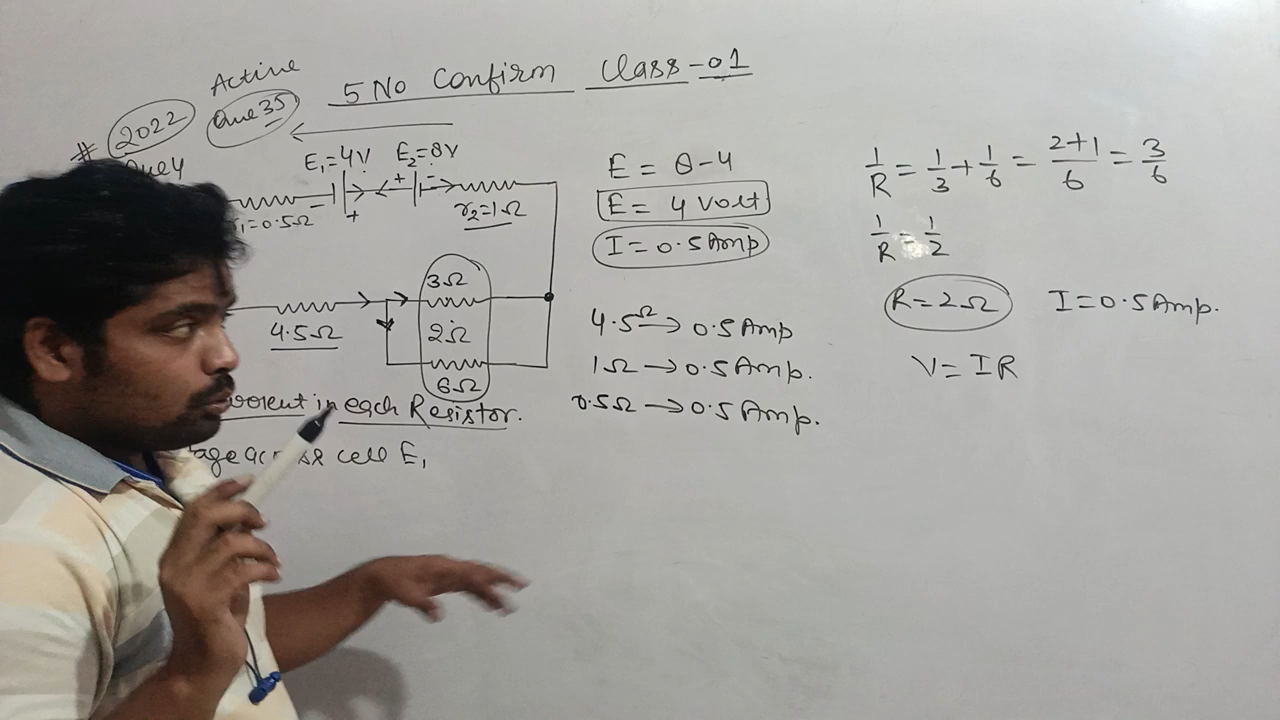 5 No Confirm Class-01
Active
# 2022 Que 35
Que 4
E₁=4V E₂=8V
+ -
- +
r₁=0.5Ω r₂=1Ω
3Ω
4.5Ω 2Ω
6Ω
in each Resistor.
cell E₁
E = 8-4
E = 4 Volt
I = 0.5 Amp
4.5Ω → 0.5 Amp
1Ω → 0.5 Amp.
0.5Ω → 0.5 Amp.
1/R = 1/3 + 1/6 = 2+1/6 = 3/6
1/R = 1/2
R = 2Ω I = 0.5 Amp.
V = IR